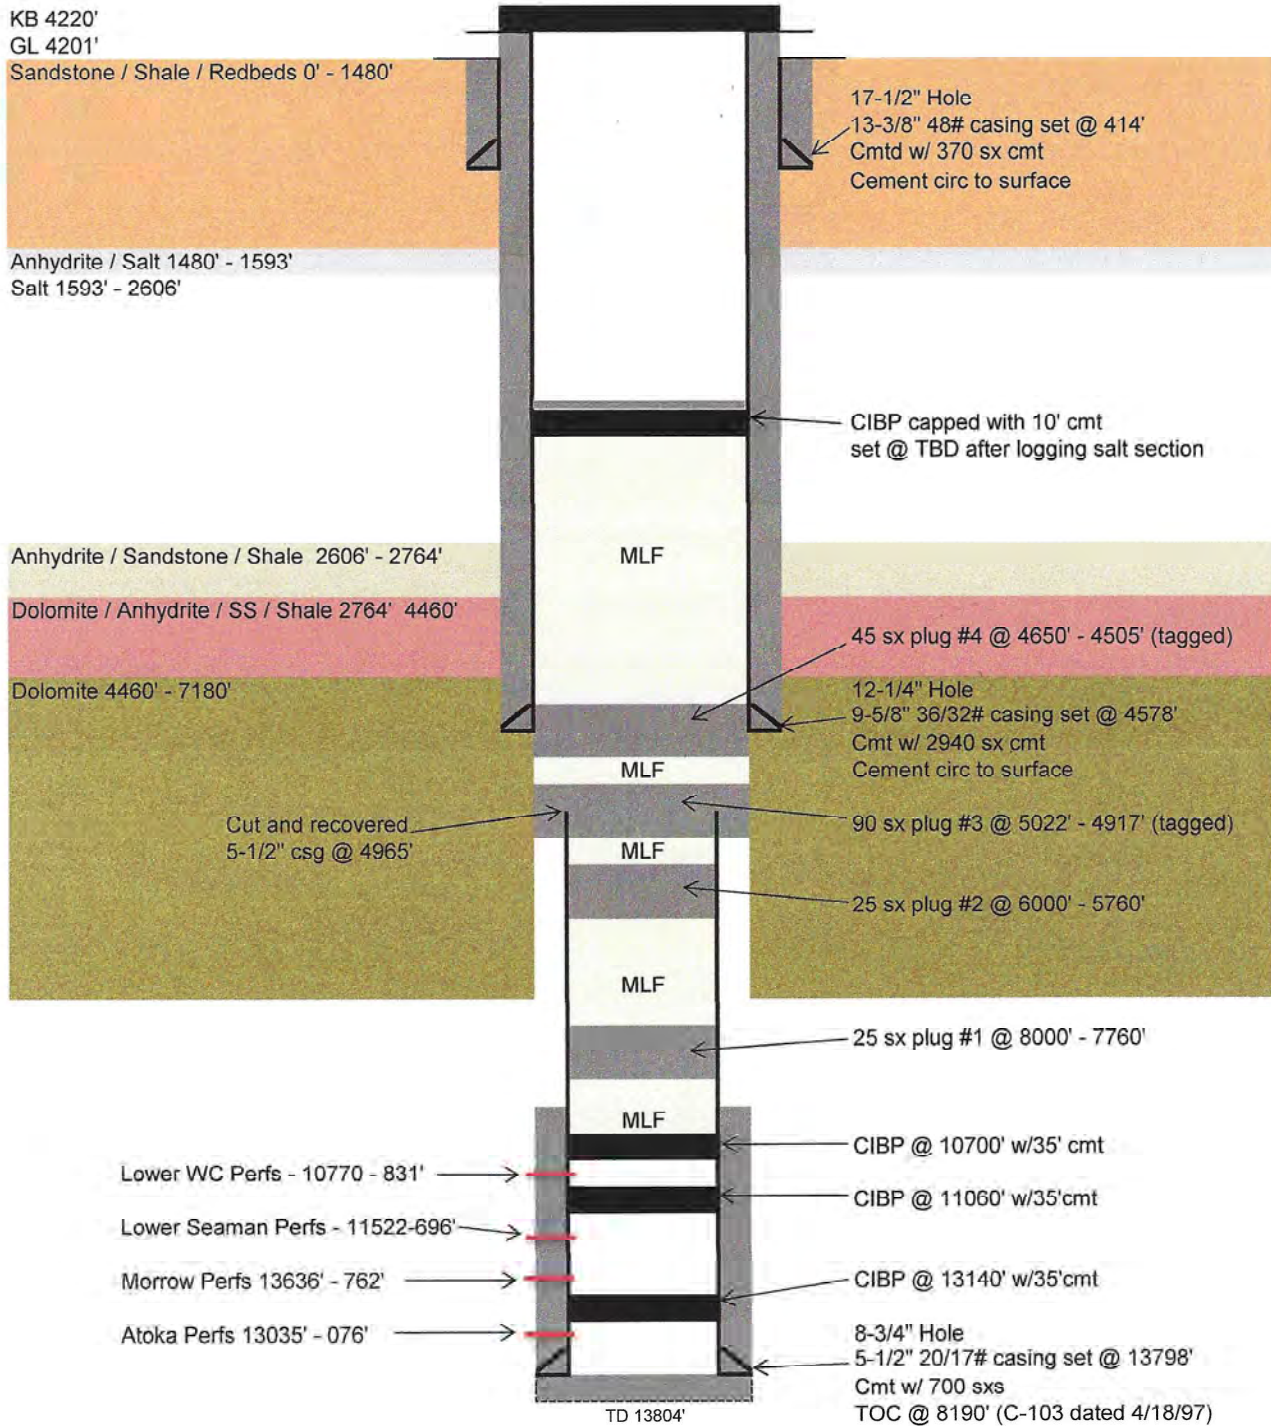 KB 4220'
GL 4201'
Sandstone / Shale / Redbeds 0' - 1480'
17-1/2" Hole
13-3/8" 48# casing set @ 414'
Cmtd w/ 370 sx cmt
Cement circ to surface
Anhydrite / Salt 1480' - 1593'
Salt 1593' - 2606'
CIBP capped with 10' cmt
set @ TBD after logging salt section
Anhydrite / Sandstone / Shale 2606' - 2764'
MLF
Dolomite / Anhydrite / SS / Shale 2764' 4460'
45 sx plug #4 @ 4650' - 4505' (tagged)
Dolomite 4460' - 7180'
12-1/4" Hole
9-5/8" 36/32# casing set @ 4578'
Cmt w/ 2940 sx cmt
Cement circ to surface
MLF
Cut and recovered
5-1/2" csg @ 4965'
90 sx plug #3 @ 5022' - 4917' (tagged)
MLF
25 sx plug #2 @ 6000' - 5760'
MLF
25 sx plug #1 @ 8000' - 7760'
MLF
CIBP @ 10700' w/35' cmt
Lower WC Perfs - 10770 - 831'
CIBP @ 11060' w/35'cmt
Lower Seaman Perfs - 11522-696'
Morrow Perfs 13636' - 762'
CIBP @ 13140' w/35'cmt
Atoka Perfs 13035' - 076'
8-3/4" Hole
5-1/2" 20/17# casing set @ 13798'
Cmt w/ 700 sxs
TOC @ 8190' (C-103 dated 4/18/97)
TD 13804'